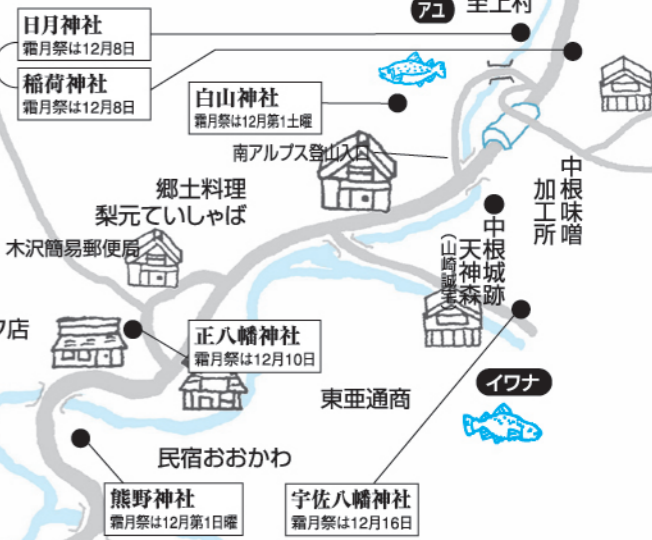 アユ
至上村
日月神社
霜月祭は12月8日
稲荷神社
霜月祭は12月8日
白山神社
霜月祭は12月第1土曜
南アルプス登山入口
中根味噌
加工所
郷土料理
梨元ていしゃば
木沢簡易郵便局
中根城跡
天神森
(山崎誠宅)
店
正八幡神社
霜月祭は12月10日
イワナ
東亜通商
民宿おおかわ
熊野神社
霜月祭は12月第1日曜
宇佐八幡神社
霜月祭は12月16日